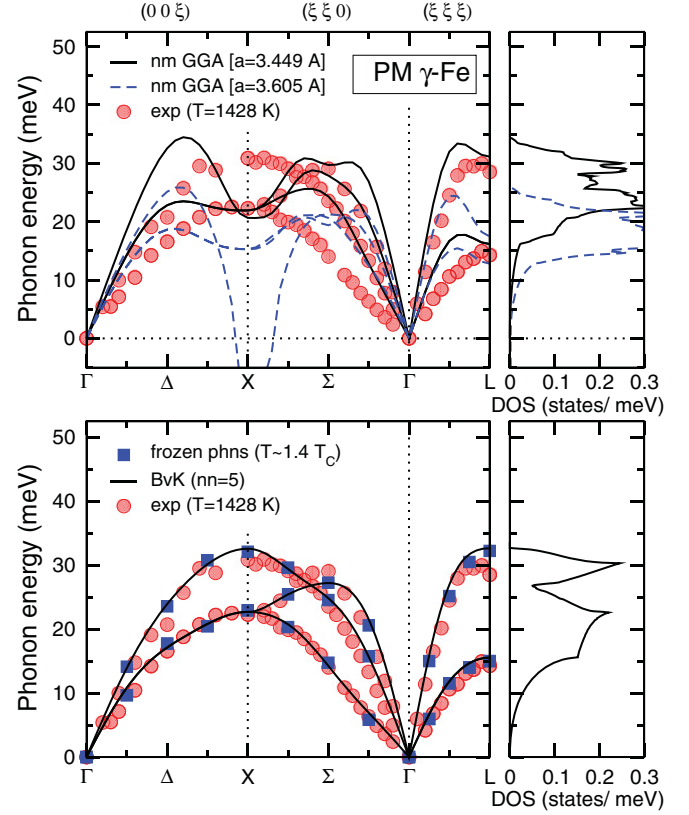 (0 0 ξ) (ξ ξ 0) (ξ ξ ξ)
50
40
30
20
10
0
Phonon energy (meV)
nm GGA [a=3.449 A]
nm GGA [a=3.605 A]
exp (T=1428 K)
PM γ-Fe
Γ Δ X Σ Γ L
0 0.1 0.2 0.3
DOS (states/ meV)
50
40
30
20
10
0
Phonon energy (meV)
frozen phns (T~1.4 T_C)
BvK (nn=5)
exp (T=1428 K)
Γ Δ X Σ Γ L
0 0.1 0.2 0.3
DOS (states/ meV)